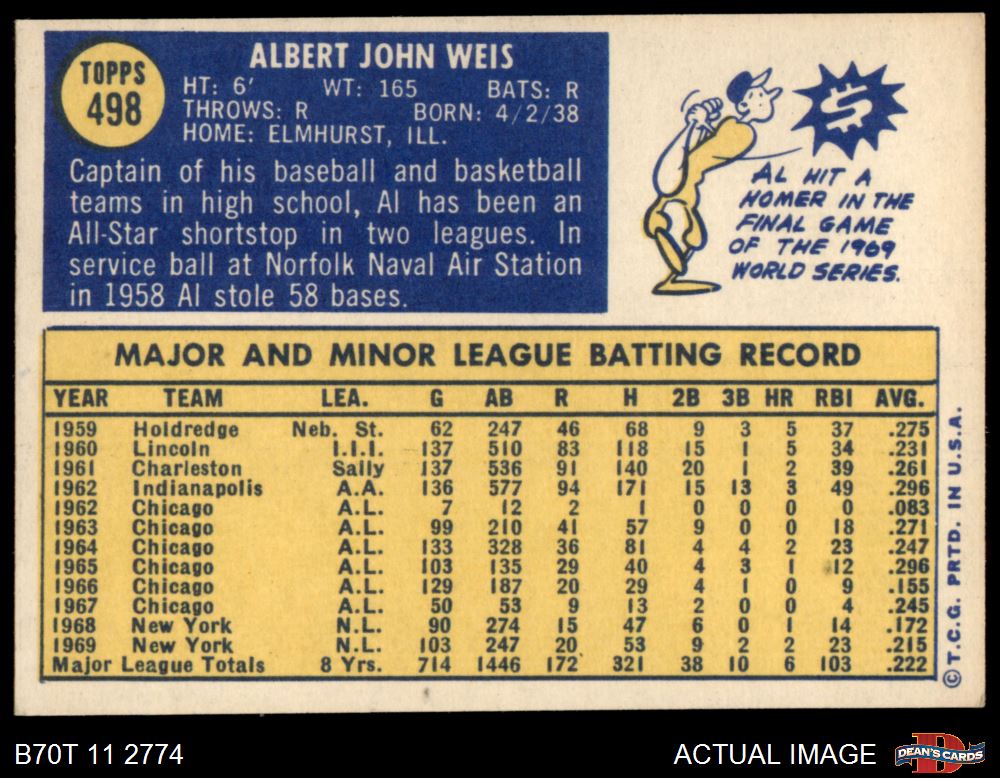 TOPPS
498
ALBERT JOHN WEIS
HT: 6' WT: 165 BATS: R
THROWS: R BORN: 4/2/38
HOME: ELMHURST, ILL.
Captain of his baseball and basketball
teams in high school, Al has been an
All-Star shortstop in two leagues. In
service ball at Norfolk Naval Air Station
in 1958 Al stole 58 bases.
AL HIT A
HOMER IN THE
FINAL GAME
OF THE 1969
WORLD SERIES.
MAJOR AND MINOR LEAGUE BATTING RECORD
YEAR TEAM LEA. G AB R H 2B 3B HR RBI AVG.
1959 Holdredge Neb. St. 62 247 46 68 9 3 5 37 .275
1960 Lincoln I.I.I. 137 510 83 118 15 1 5 34 .231
1961 Charleston Sally 137 536 91 140 20 1 2 39 .261
1962 Indianapolis A.A. 136 577 94 171 15 13 3 49 .296
1962 Chicago A.L. 7 12 2 1 0 0 0 0 .083
1963 Chicago A.L. 99 210 41 57 9 0 0 18 .271
1964 Chicago A.L. 133 328 36 81 4 4 2 23 .247
1965 Chicago A.L. 103 135 29 40 4 3 1 12 .296
1966 Chicago A.L. 129 187 20 29 4 1 0 9 .155
1967 Chicago A.L. 50 53 9 13 2 0 0 4 .245
1968 New York N.L. 90 274 15 47 6 0 1 14 .172
1969 New York N.L. 103 247 20 53 9 2 2 23 .215
Major League Totals 8 Yrs. 714 1446 172 321 38 10 6 103 .222
©T.C.G. PRTD. IN U.S.A.
B70T 11 2774
ACTUAL IMAGE
DEAN'S CARDS